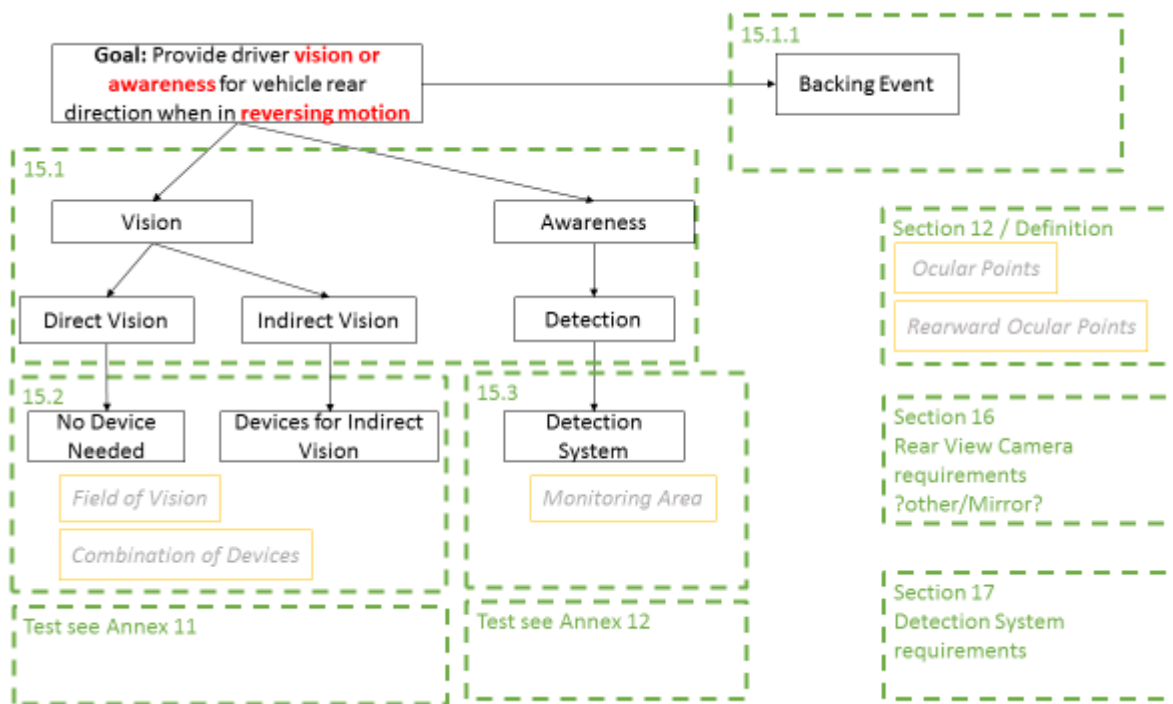 Goal: Provide driver vision or
awareness for vehicle rear
direction when in reversing motion
15.1.1
Backing Event
15.1
Vision
Awareness
Direct Vision
Indirect Vision
Detection
Section 12 / Definition
Ocular Points
Rearward Ocular Points
15.2
No Device
Needed
Devices for Indirect
Vision
Field of Vision
Combination of Devices
15.3
Detection
System
Monitoring Area
Section 16
Rear View Camera
requirements
?other/Mirror?
Test see Annex 11
Test see Annex 12
Section 17
Detection System
requirements